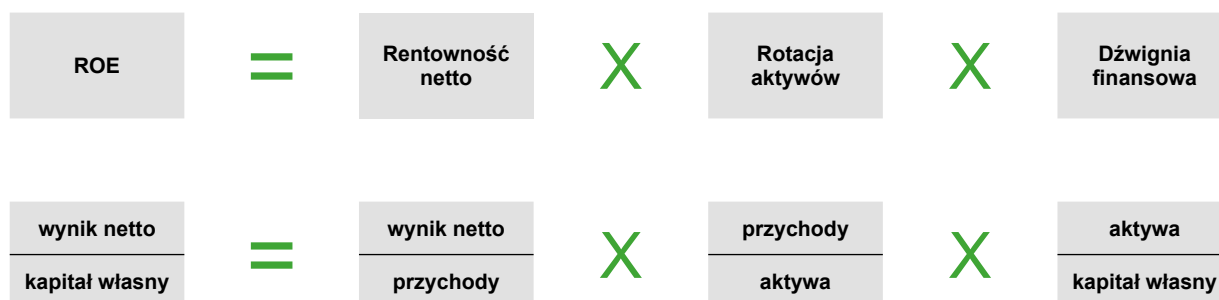 ROE = Rentowność X Rotacja X Dźwignia
netto aktywów finansowa
wynik netto = wynik netto X przychody X aktywa
kapitał własny przychody aktywa kapitał własny